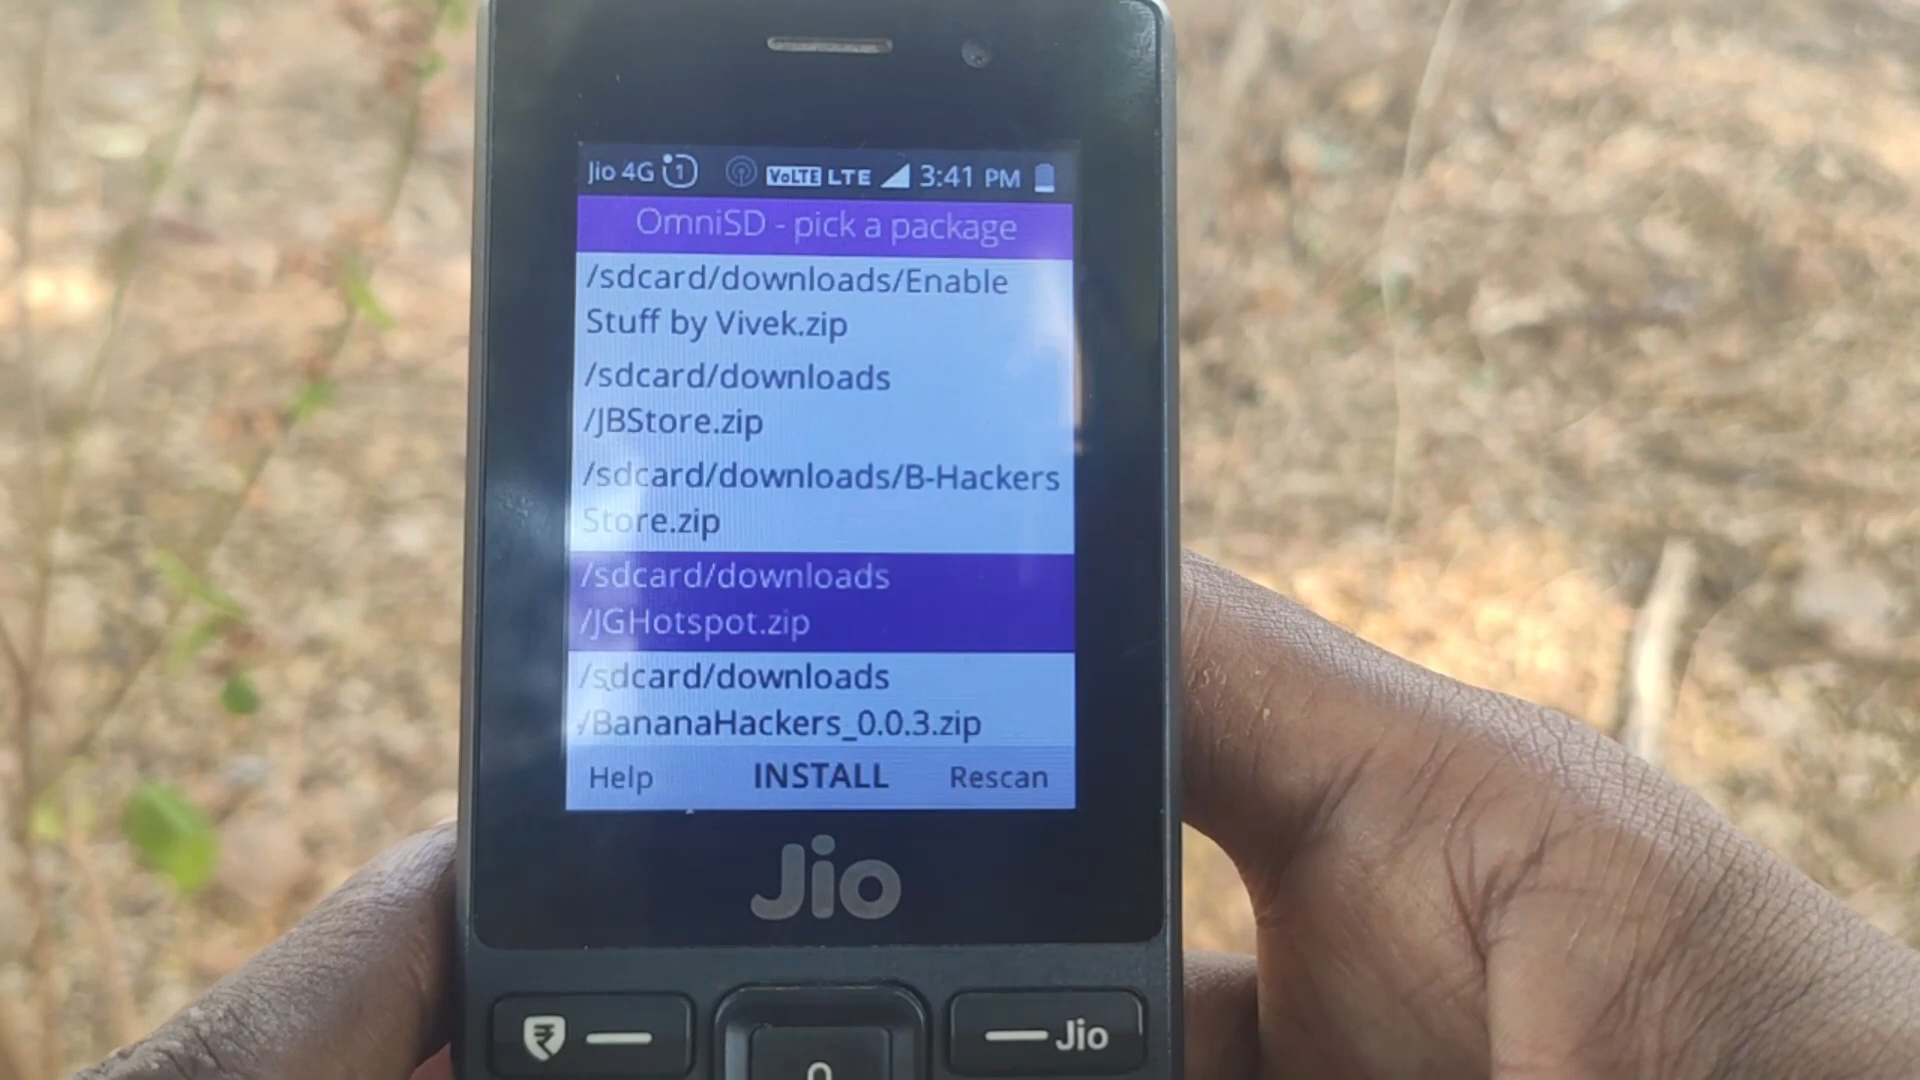 Jio 4G 1 VoLTE LTE 3:41 PM
OmniSD - pick a package
/sdcard/downloads/Enable
Stuff by Vivek.zip
/sdcard/downloads
/JBStore.zip
/sdcard/downloads/B-Hackers
Store.zip
/sdcard/downloads
/JGHotspot.zip
/sdcard/downloads
/BananaHackers_0.0.3.zip
Help INSTALL Rescan
Jio
₹ Jio